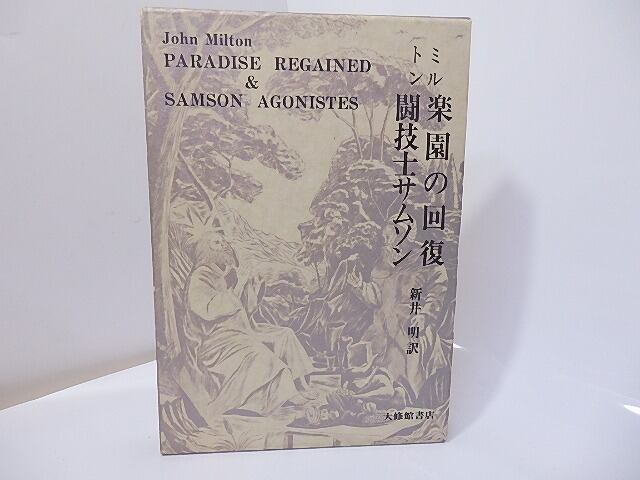 John Milton
PARADISE REGAINED
&
SAMSON AGONISTES
ミルトン
楽園の回復
闘技士サムソン
新井 明 訳
大修館書店